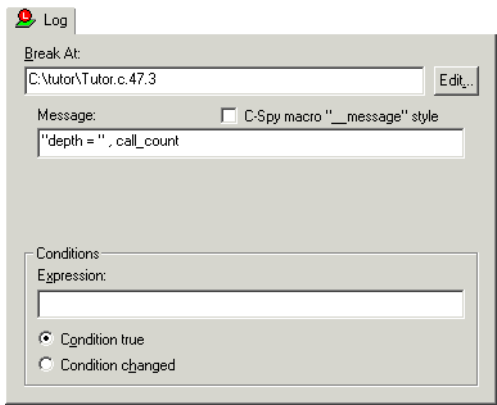 Log
Break At:
C:\tutor\Tutor.c.47.3
Edit...
Message:
C-Spy macro "__message" style
"depth = " , call_count
Conditions
Expression:
Condition true
Condition changed